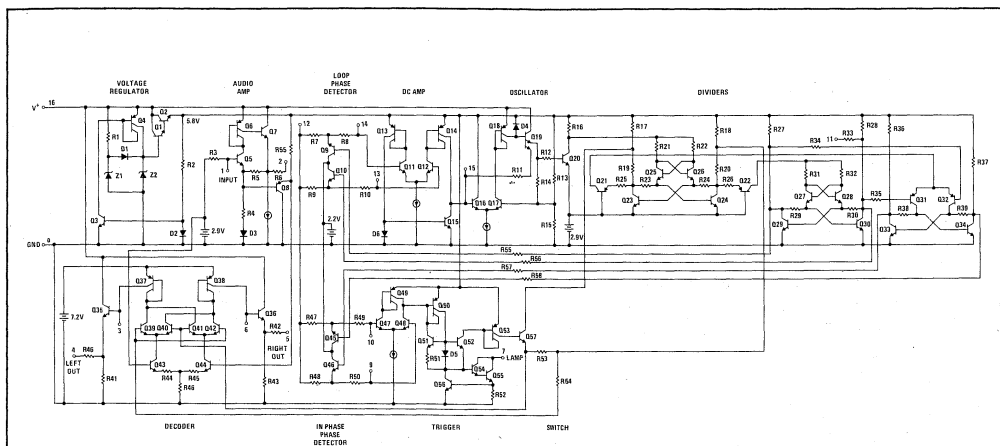 VOLTAGE REGULATOR
AUDIO AMP
LOOP PHASE DETECTOR
DC AMP
OSCILLATOR
DIVIDERS
V+ 16
Q4
Q2
Q1
5.8V
R1
D1
Z1
Z2
R2
Q3
D2
R3
1
INPUT
2.9V
Q6
Q7
Q5
2
R5
R6
R55
Q8
R4
D3
12
14
R7
R8
Q9
Q10
R9
R10
13
2.2V
Q13
Q14
Q11
Q12
D6
Q15
15
Q18
D4
Q19
R11
R12
R14
R13
Q16
Q17
R15
R16
Q20
2.9V
R17
R18
R21
R22
R19
R20
Q21
R25
Q25
R23
Q26
R24
R26
Q22
Q23
Q24
R27
R34
11
R33
R28
R36
R37
R31
R32
Q27
Q28
R29
R30
Q29
Q30
R35
Q31
Q32
R38
R39
Q33
Q34
GND 8
R55
R56
R57
R58
7.2V
Q35
3
Q37
Q38
Q39
Q40
Q41
Q42
6
Q36
R42
5
RIGHT OUT
4
LEFT OUT
R46
R41
Q43
Q44
R44
R45
R46
R43
R47
R49
Q45
Q46
10
9
R48
R50
Q49
Q47
Q48
Q50
Q51
Q52
R51
D5
Q53
Q57
7
LAMP
Q54
Q55
Q56
R52
R53
R54
DECODER
IN PHASE PHASE DETECTOR
TRIGGER
SWITCH